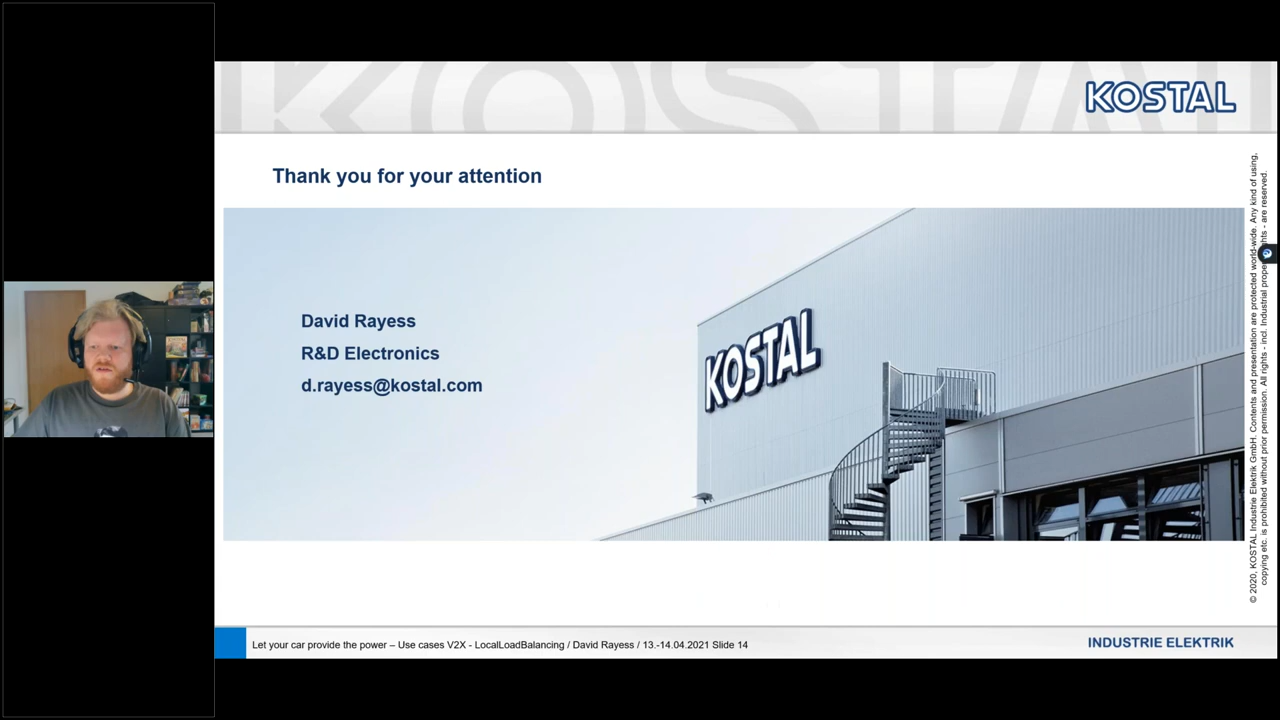 KOSTAL
KOSTAL
Thank you for your attention
David Rayess
R&D Electronics
d.rayess@kostal.com
KOSTAL
© 2020, KOSTAL Industrie Elektrik GmbH. Contents and presentation are protected world-wide. Any kind of using,
copying etc. is prohibited without prior permission. All rights - incl. Industrial property rights - are reserved.
Let your car provide the power – Use cases V2X - LocalLoadBalancing / David Rayess / 13.-14.04.2021 Slide 14
INDUSTRIE ELEKTRIK